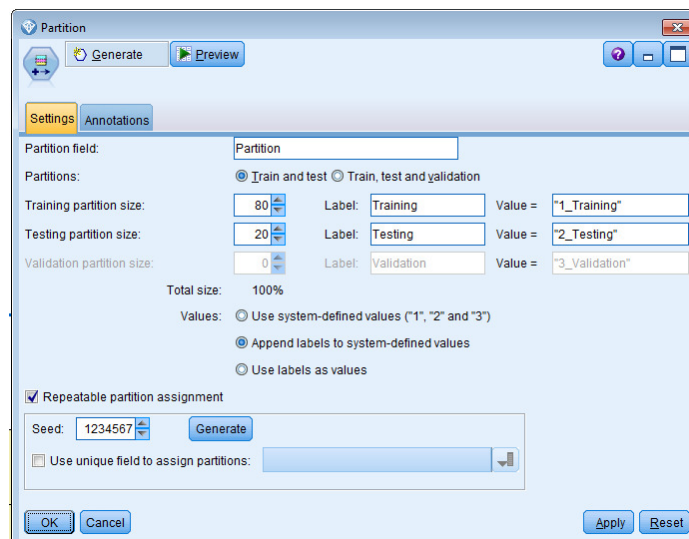 Partition
Generate Preview
Settings Annotations
Partition field: Partition
Partitions: Train and test Train, test and validation
Training partition size: 80 Label: Training Value = "1_Training"
Testing partition size: 20 Label: Testing Value = "2_Testing"
Validation partition size: 0 Label: Validation Value = "3_Validation"
Total size: 100%
Values: Use system-defined values ("1", "2" and "3")
Append labels to system-defined values
Use labels as values
Repeatable partition assignment
Seed: 1234567 Generate
Use unique field to assign partitions:
OK Cancel Apply Reset